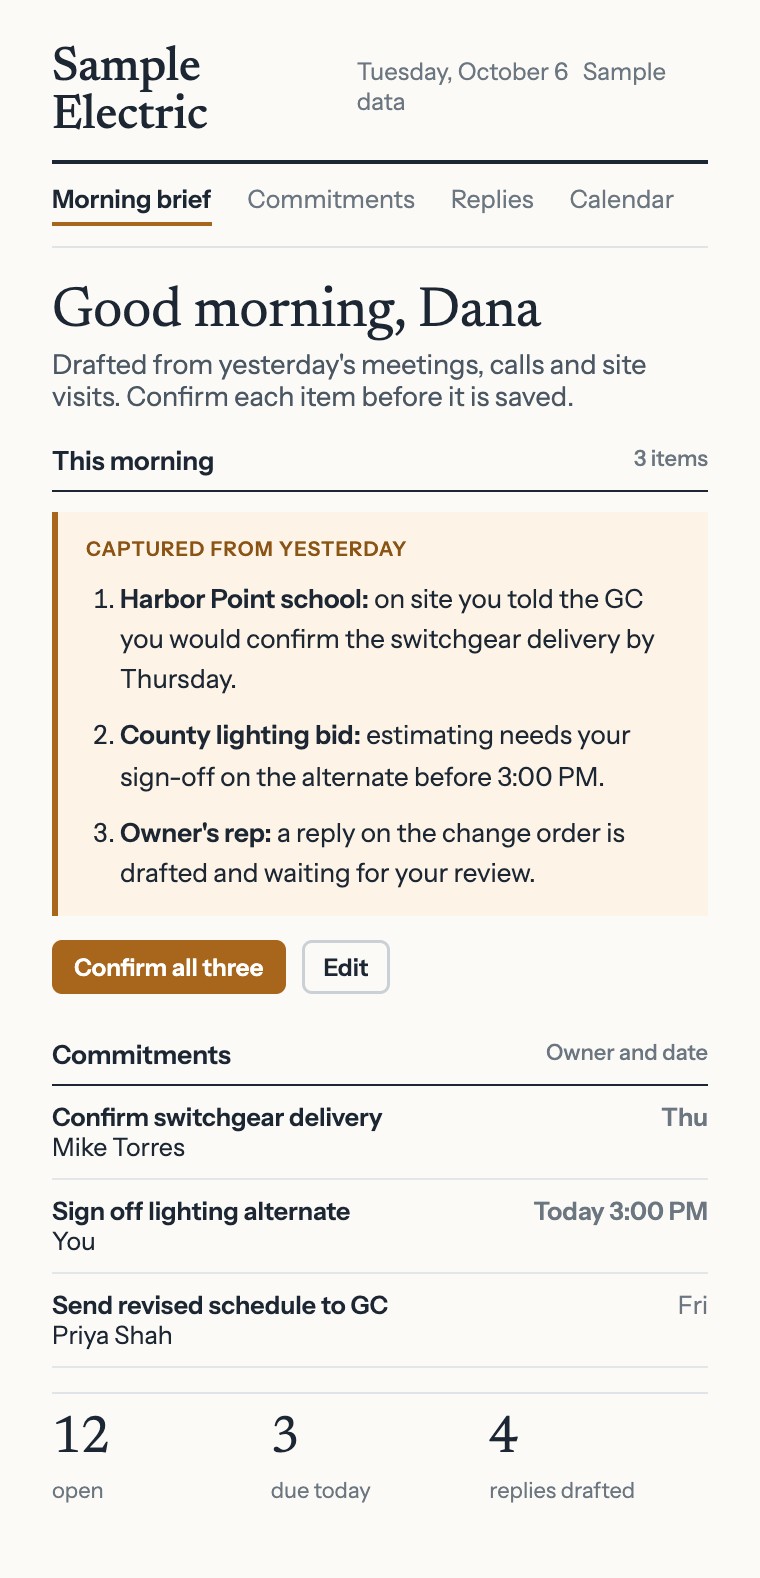 Sample
Electric
Tuesday, October 6 Sample
data
Morning brief Commitments Replies Calendar
Good morning, Dana
Drafted from yesterday's meetings, calls and site
visits. Confirm each item before it is saved.
This morning 3 items
CAPTURED FROM YESTERDAY
1. Harbor Point school: on site you told the GC
you would confirm the switchgear delivery by
Thursday.
2. County lighting bid: estimating needs your
sign-off on the alternate before 3:00 PM.
3. Owner's rep: a reply on the change order is
drafted and waiting for your review.
Confirm all three Edit
Commitments Owner and date
Confirm switchgear delivery Thu
Mike Torres
Sign off lighting alternate Today 3:00 PM
You
Send revised schedule to GC Fri
Priya Shah
12 3 4
open due today replies drafted